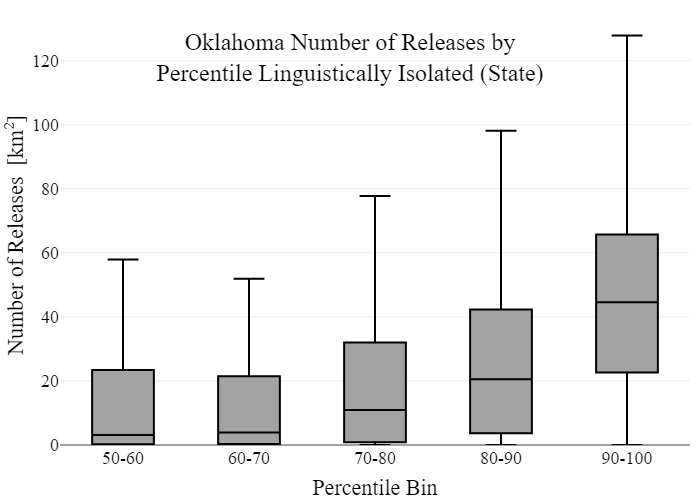 Oklahoma Number of Releases by
Percentile Linguistically Isolated (State)
Number of Releases [km²]
120
100
80
60
40
20
0
50-60 60-70 70-80 80-90 90-100
Percentile Bin